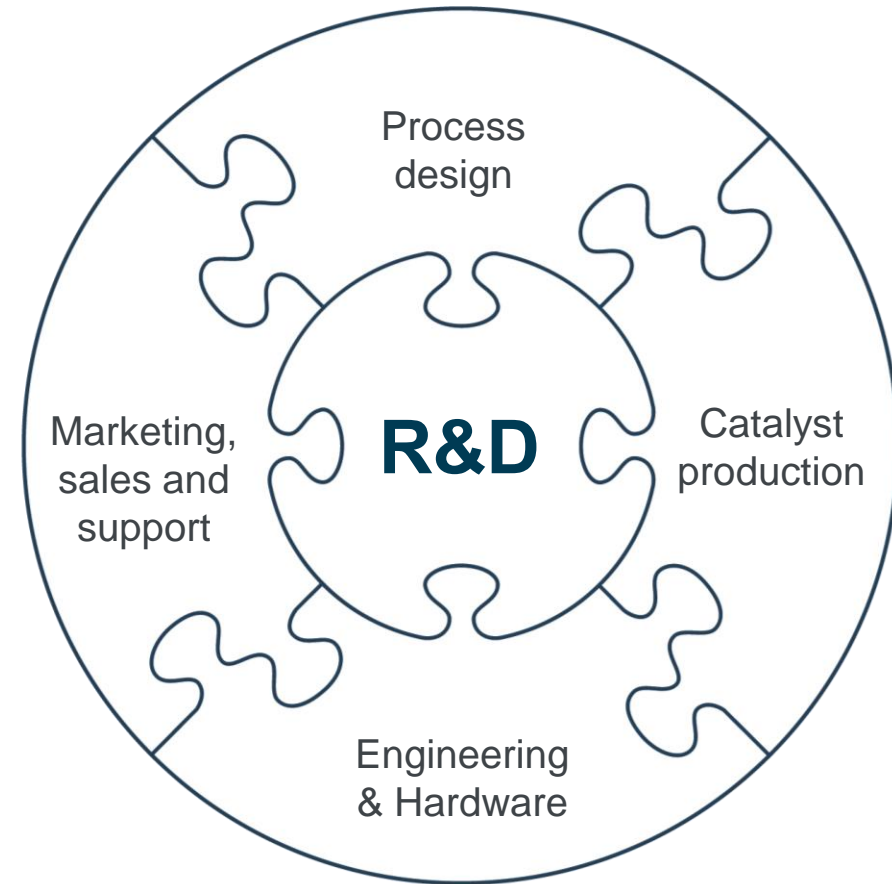 Process
design
Marketing,
sales and
support
R&D
Catalyst
production
Engineering
& Hardware